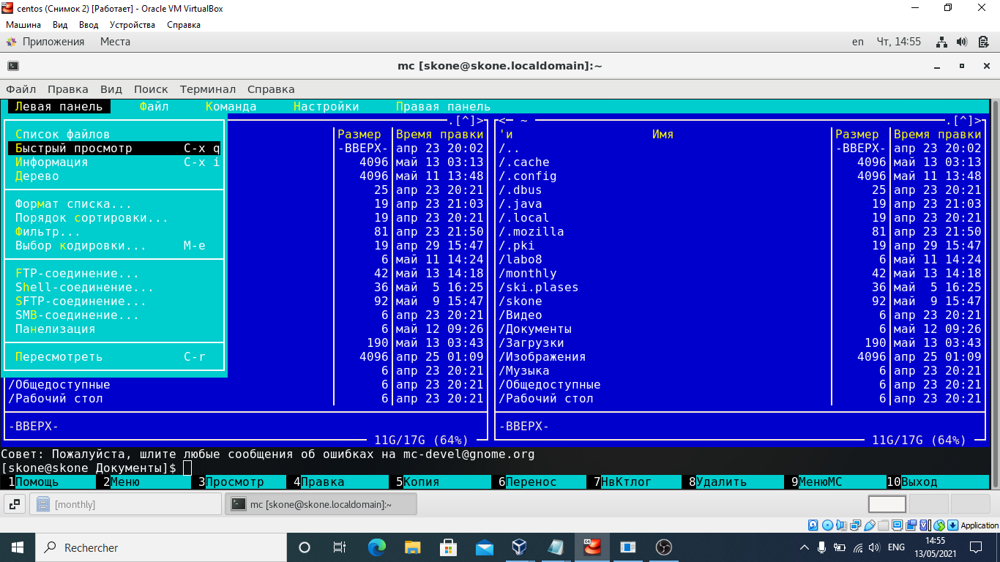 centos (Снимок 2) [Работает] - Oracle VM VirtualBox
Машина Вид Ввод Устройства Справка
Приложения Места en Чт, 14:55
mc [skone@skone.localdomain]:~
Файл Правка Вид Поиск Терминал Справка
Левая панель Файл Команда Настройки Правая панель
.[^]> <─ ~ .[^]>
Список файлов Размер Время правки 'и Имя Размер Время правки
Быстрый просмотр C-x q -ВВЕРХ- апр 23 20:02 /.. -ВВЕРХ- апр 23 20:02
Информация C-x i 4096 май 13 03:13 /.cache 4096 май 13 03:13
Дерево 4096 май 11 13:48 /.config 4096 май 11 13:48
25 апр 23 20:21 /.dbus 25 апр 23 20:21
Формат списка... 19 апр 23 21:03 /.java 19 апр 23 21:03
Порядок сортировки... 19 апр 23 20:21 /.local 19 апр 23 20:21
Фильтр... 81 апр 23 21:50 /.mozilla 81 апр 23 21:50
Выбор кодировки... M-e 19 апр 29 15:47 /.pki 19 апр 29 15:47
6 май 11 14:24 /labo8 6 май 11 14:24
FTP-соединение... 42 май 13 14:18 /monthly 42 май 13 14:18
Shell-соединение... 36 май 5 16:25 /ski.plases 36 май 5 16:25
SFTP-соединение... 92 май 9 15:47 /skone 92 май 9 15:47
SMB-соединение... 6 апр 23 20:21 /Видео 6 апр 23 20:21
Панелизация 6 май 12 09:26 /Документы 6 май 12 09:26
190 май 13 03:43 /Загрузки 190 май 13 03:43
Пересмотреть C-r 4096 апр 25 01:09 /Изображения 4096 апр 25 01:09
6 апр 23 20:21 /Музыка 6 апр 23 20:21
/Общедоступные 6 апр 23 20:21 /Общедоступные 6 апр 23 20:21
/Рабочий стол 6 апр 23 20:21 /Рабочий стол 6 апр 23 20:21
-ВВЕРХ- -ВВЕРХ-
11G/17G (64%) 11G/17G (64%)
Совет: Пожалуйста, шлите любые сообщения об ошибках на mc-devel@gnome.org
[skone@skone Документы]$
1Помощь 2Меню 3Просмотр 4Правка 5Копия 6Перенос 7НвКтлог 8Удалить 9МенюМС 10Выход
[monthly] mc [skone@skone.localdomain]:~
Application
Rechercher 64 ENG 14:55
13/05/2021